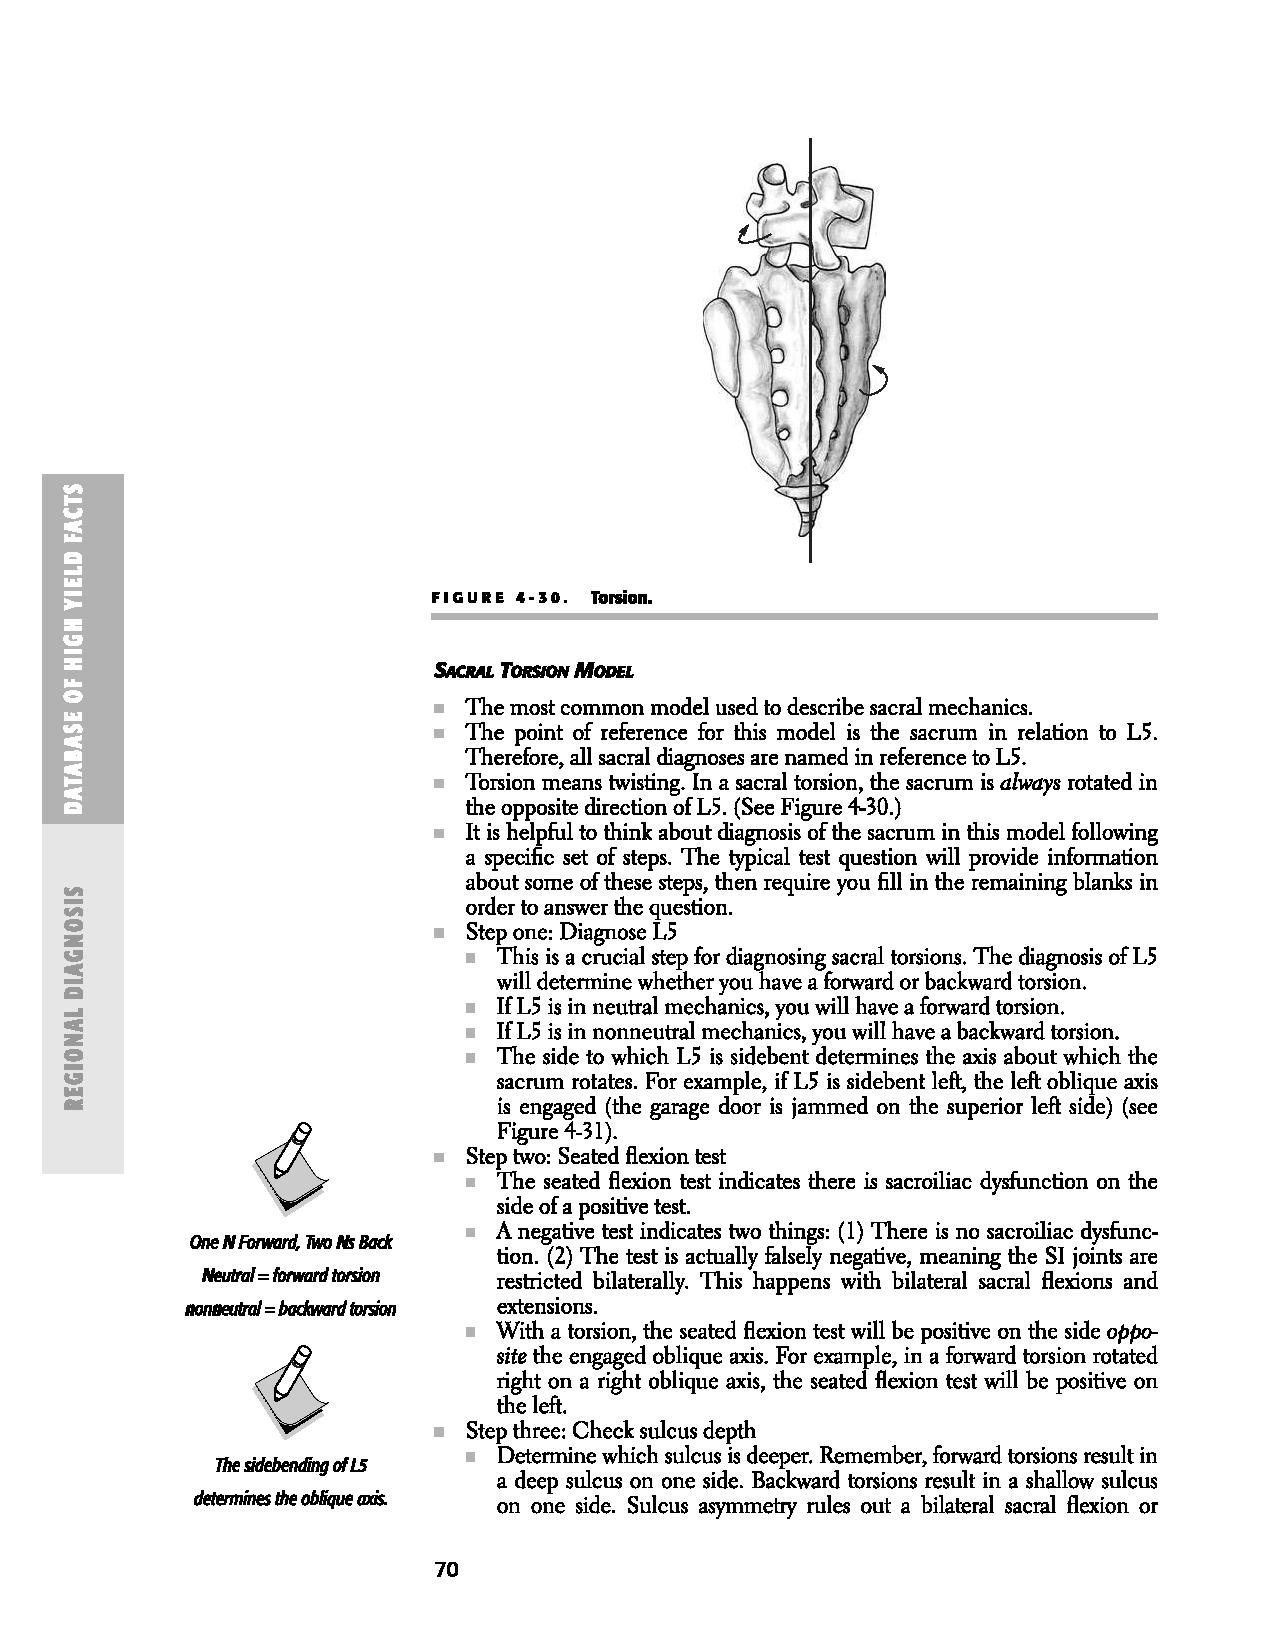 FIGURE 4-30. Torsion.
SACRAL TORSION MODEL
■ The most common model used to describe sacral mechanics.
■ The point of reference for this model is the sacrum in relation to L5.
Therefore, all sacral diagnoses are named in reference to L5.
■ Torsion means twisting. In a sacral torsion, the sacrum is always rotated in
the opposite direction of L5. (See Figure 4-30.)
■ It is helpful to think about diagnosis of the sacrum in this model following
a specific set of steps. The typical test question will provide information
about some of these steps, then require you fill in the remaining blanks in
order to answer the question.
■ Step one: Diagnose L5
■ This is a crucial step for diagnosing sacral torsions. The diagnosis of L5
will determine whether you have a forward or backward torsion.
■ If L5 is in neutral mechanics, you will have a forward torsion.
■ If L5 is in nonneutral mechanics, you will have a backward torsion.
■ The side to which L5 is sidebent determines the axis about which the
sacrum rotates. For example, if L5 is sidebent left, the left oblique axis
is engaged (the garage door is jammed on the superior left side) (see
Figure 4-31).
■ Step two: Seated flexion test
■ The seated flexion test indicates there is sacroiliac dysfunction on the
side of a positive test.
■ A negative test indicates two things: (1) There is no sacroiliac dysfunc-
tion. (2) The test is actually falsely negative, meaning the SI joints are
restricted bilaterally. This happens with bilateral sacral flexions and
extensions.
■ With a torsion, the seated flexion test will be positive on the side oppo-
site the engaged oblique axis. For example, in a forward torsion rotated
right on a right oblique axis, the seated flexion test will be positive on
the left.
■ Step three: Check sulcus depth
■ Determine which sulcus is deeper. Remember, forward torsions result in
a deep sulcus on one side. Backward torsions result in a shallow sulcus
on one side. Sulcus asymmetry rules out a bilateral sacral flexion or
One N Forward, Two Ns Back
Neutral = forward torsion
nonneutral = backward torsion
The sidebending of L5
determines the oblique axis.
DATABASE OF HIGH YIELD FACTS
REGIONAL DIAGNOSIS
70